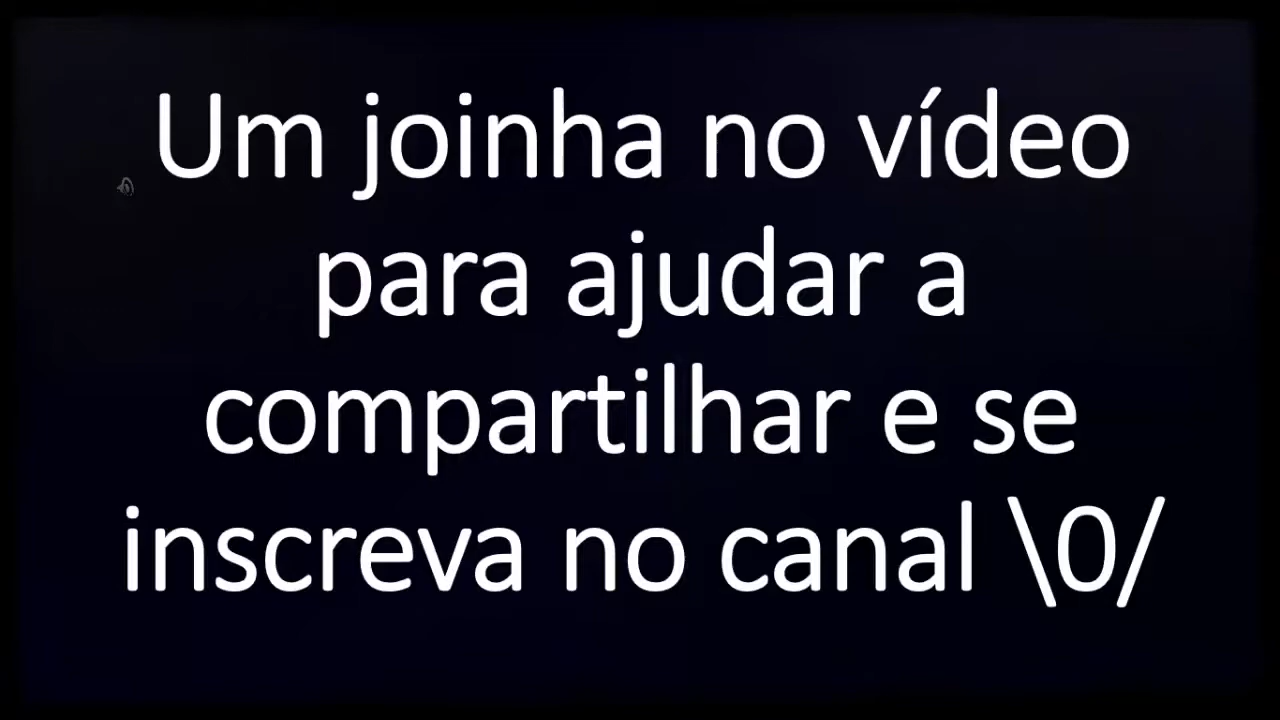 Um joinha no vídeo
para ajudar a
compartilhar e se
inscreva no canal \0/